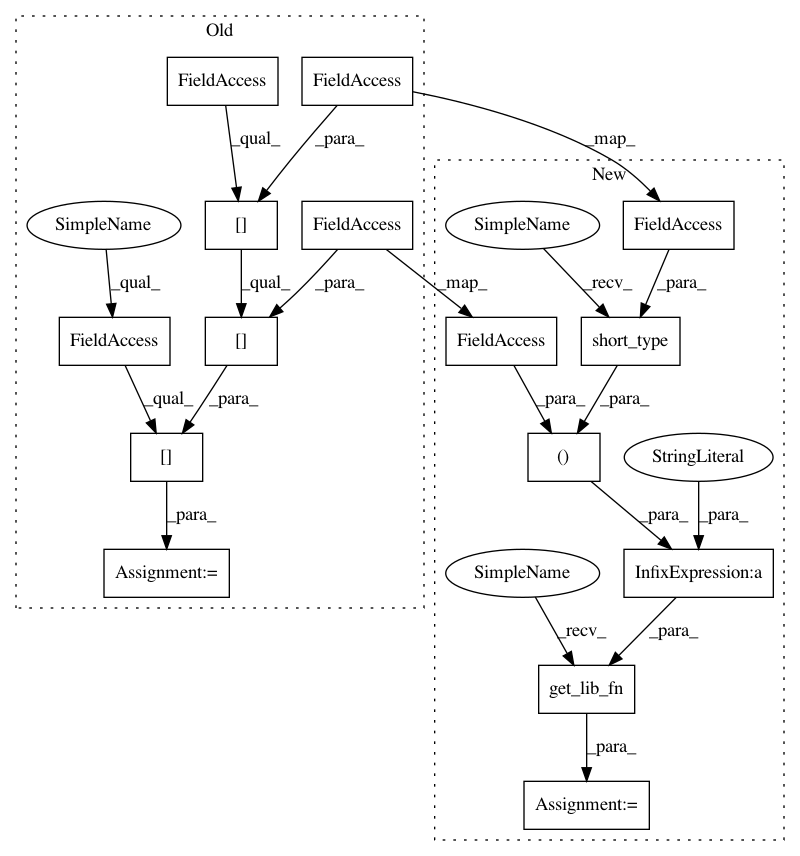 Old
FieldAccess
FieldAccess
_qual_
_para_
_map_
New
SimpleName
[]
FieldAccess
SimpleName
FieldAccess
_qual_
_qual_
_para_
_map_
_recv_
_para_
FieldAccess
[]
FieldAccess
short_type
_qual_
_para_
_para_
_para_
[]
()
StringLiteral
_para_
_para_
_para_
Assignment:=
SimpleName
InfixExpression:a
_recv_
_para_
get_lib_fn
_para_
Assignment:=